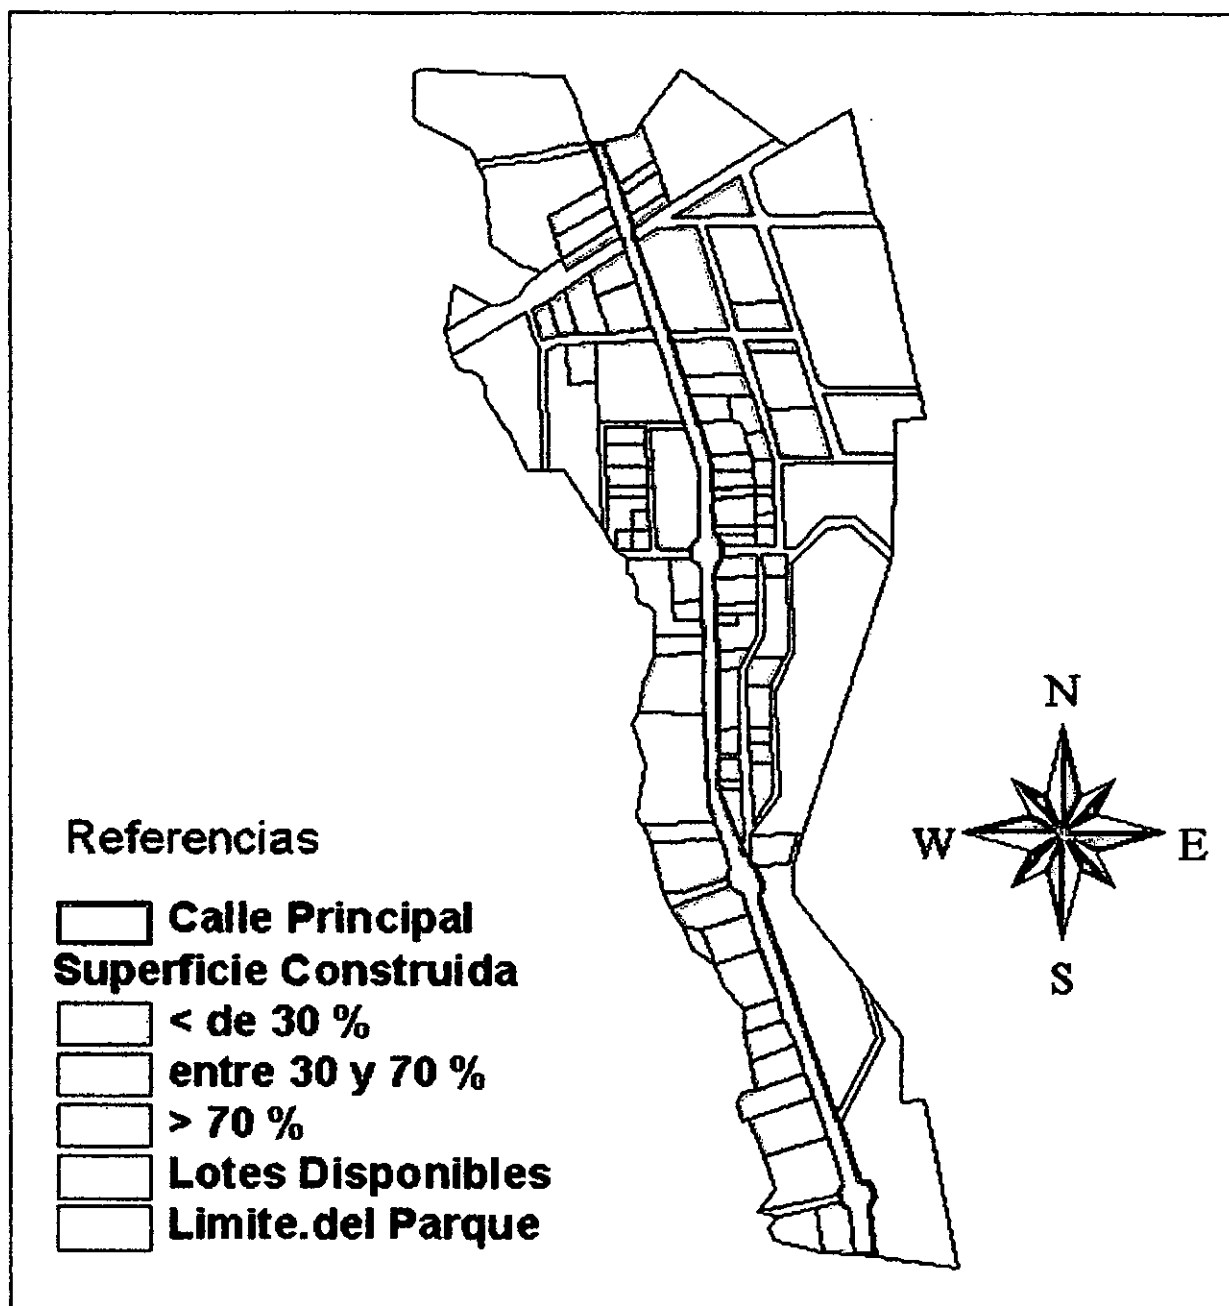 N
W E
S
Referencias
Calle Principal
Superficie Construida
< de 30 %
entre 30 y 70 %
> 70 %
Lotes Disponibles
Limite.del Parque